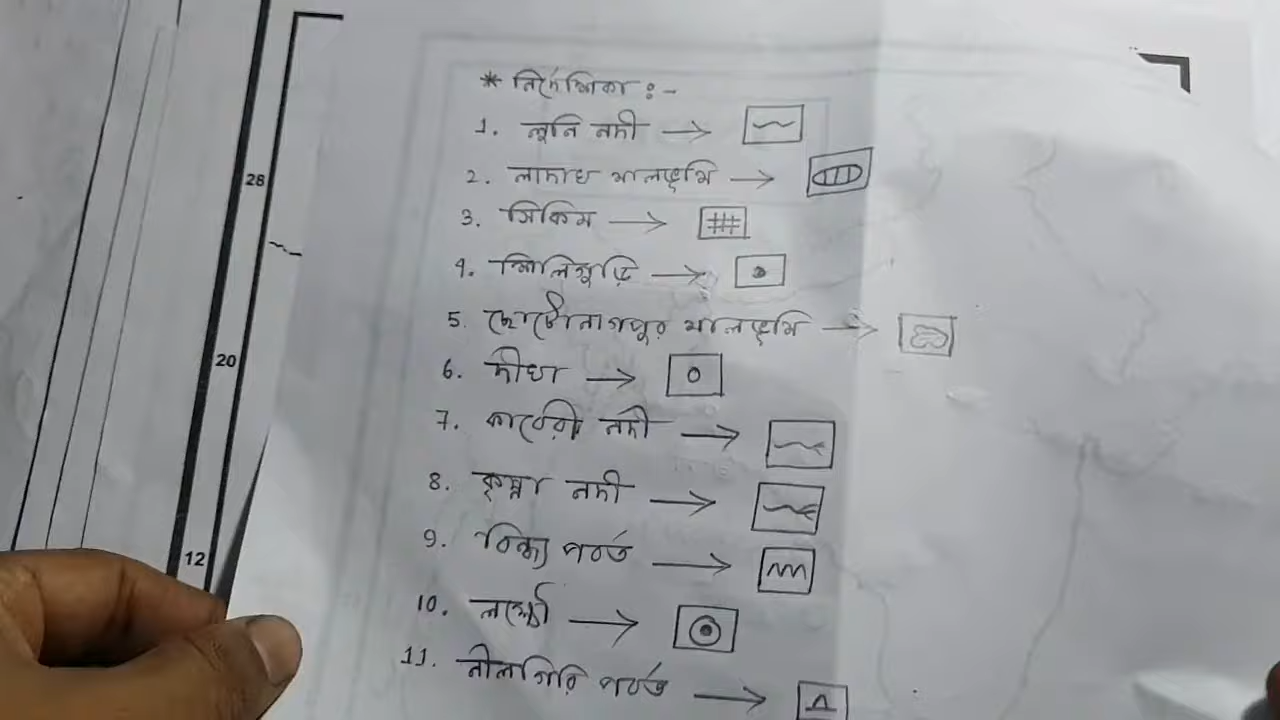 * নির্দেশিকা :-
1. লুনি নদী →
2. লাদাখ মালভূমি →
3. সিকিম →
4. শিলিগুড়ি →
5. ছোটোনাগপুর মালভূমি →
6. দীঘা →
7. কাবেরী নদী →
8. কৃষ্ণা নদী →
9. বিন্ধ্য পর্বত →
10. লক্ষ্ণৌ →
11. নীলগিরি পর্বত →
28
20
12